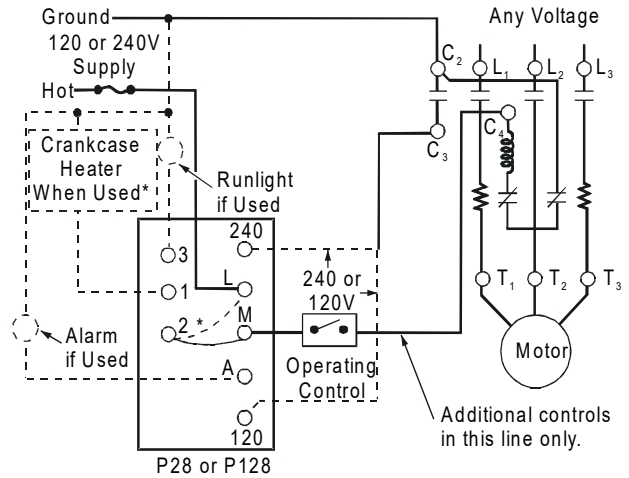 Ground
120 or 240V
Supply
Hot
Any Voltage
C2
L1
L2
L3
C3
C4
Crankcase
Heater
When Used*
Runlight
if Used
240
3
1
L
2 *
M
A
120
240 or
120V
Operating
Control
Alarm
if Used
T1
T2
T3
Motor
Additional controls
in this line only.
P28 or P128